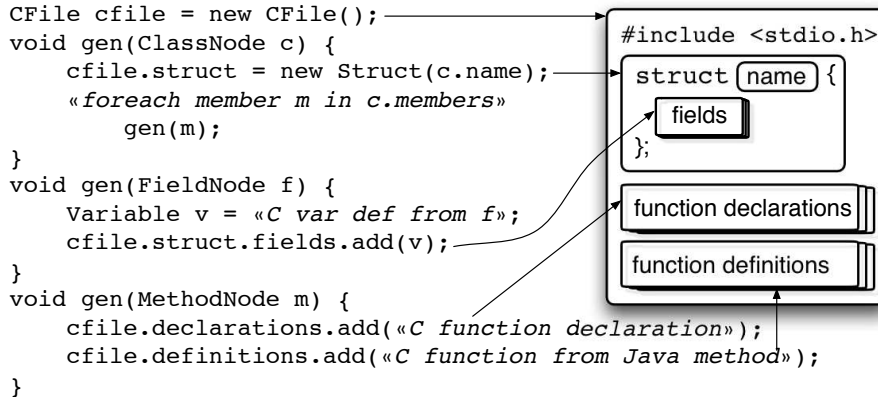 CFile cfile = new CFile();
void gen(ClassNode c) {
cfile.struct = new Struct(c.name);
«foreach member m in c.members»
gen(m);
}
void gen(FieldNode f) {
Variable v = «C var def from f»;
cfile.struct.fields.add(v);
}
void gen(MethodNode m) {
cfile.declarations.add(«C function declaration»);
cfile.definitions.add(«C function from Java method»);
}
#include <stdio.h>
struct name {
fields
};
function declarations
function definitions